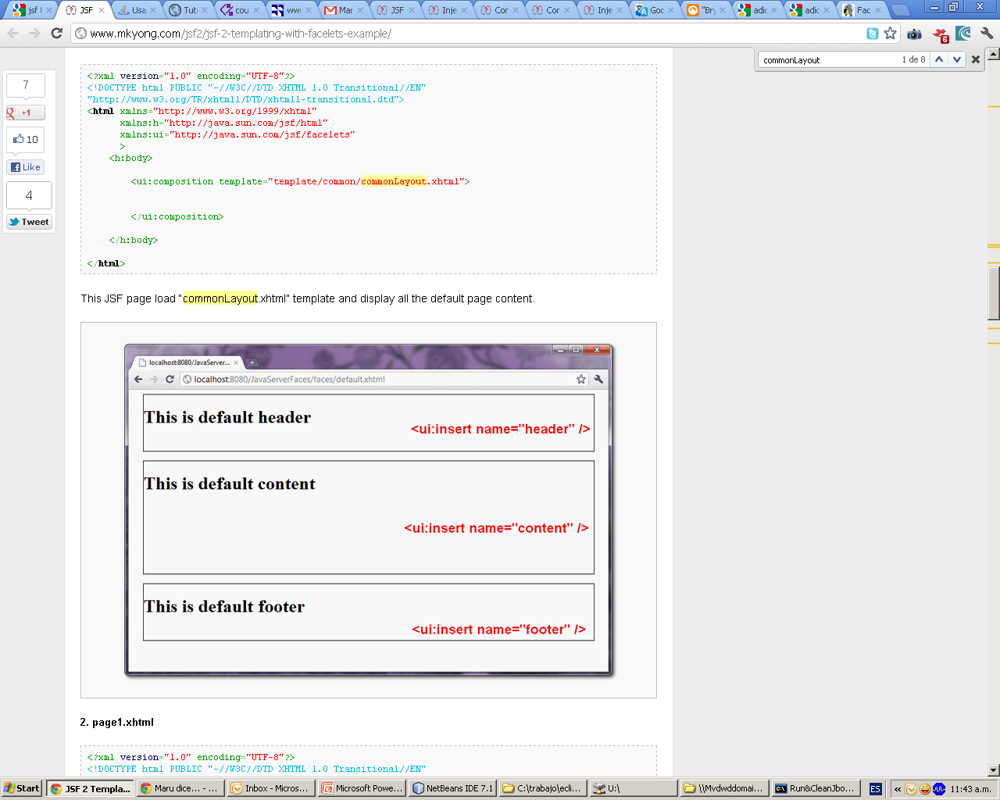 jsf t
JSF
Usa
Tut
cou
www
Mar
JSF
Inje
Cor
Cor
Inje
Goc
"Bry
adic
adic
Fac
www.mkyong.com/jsf2/jsf-2-templating-with-facelets-example/
6
commonLayout 1 de 8
7
+1
10
Like
4
Tweet
<?xml version="1.0" encoding="UTF-8"?>
<!DOCTYPE html PUBLIC "-//W3C//DTD XHTML 1.0 Transitional//EN"
"http://www.w3.org/TR/xhtml1/DTD/xhtml1-transitional.dtd">
<html xmlns="http://www.w3.org/1999/xhtml"
xmlns:h="http://java.sun.com/jsf/html"
xmlns:ui="http://java.sun.com/jsf/facelets"
>
<h:body>
<ui:composition template="template/common/commonLayout.xhtml">
</ui:composition>
</h:body>
</html>
This JSF page load "commonLayout.xhtml" template and display all the default page content.
localhost:8080/JavaServer...
localhost:8080/JavaServerFaces/faces/default.xhtml
This is default header
<ui:insert name="header" />
This is default content
<ui:insert name="content" />
This is default footer
<ui:insert name="footer" />
2. page1.xhtml
<?xml version="1.0" encoding="UTF-8"?>
<!DOCTYPE html PUBLIC "-//W3C//DTD XHTML 1.0 Transitional//EN"
Start
JSF 2 Templa...
Maru dice... - ...
Inbox - Micros...
Microsoft Powe...
NetBeans IDE 7.1
C:\trabajo\ecli...
U:\
\\Mvdwddomai...
Run&CleanJbo...
ES
«
11:43 a.m.